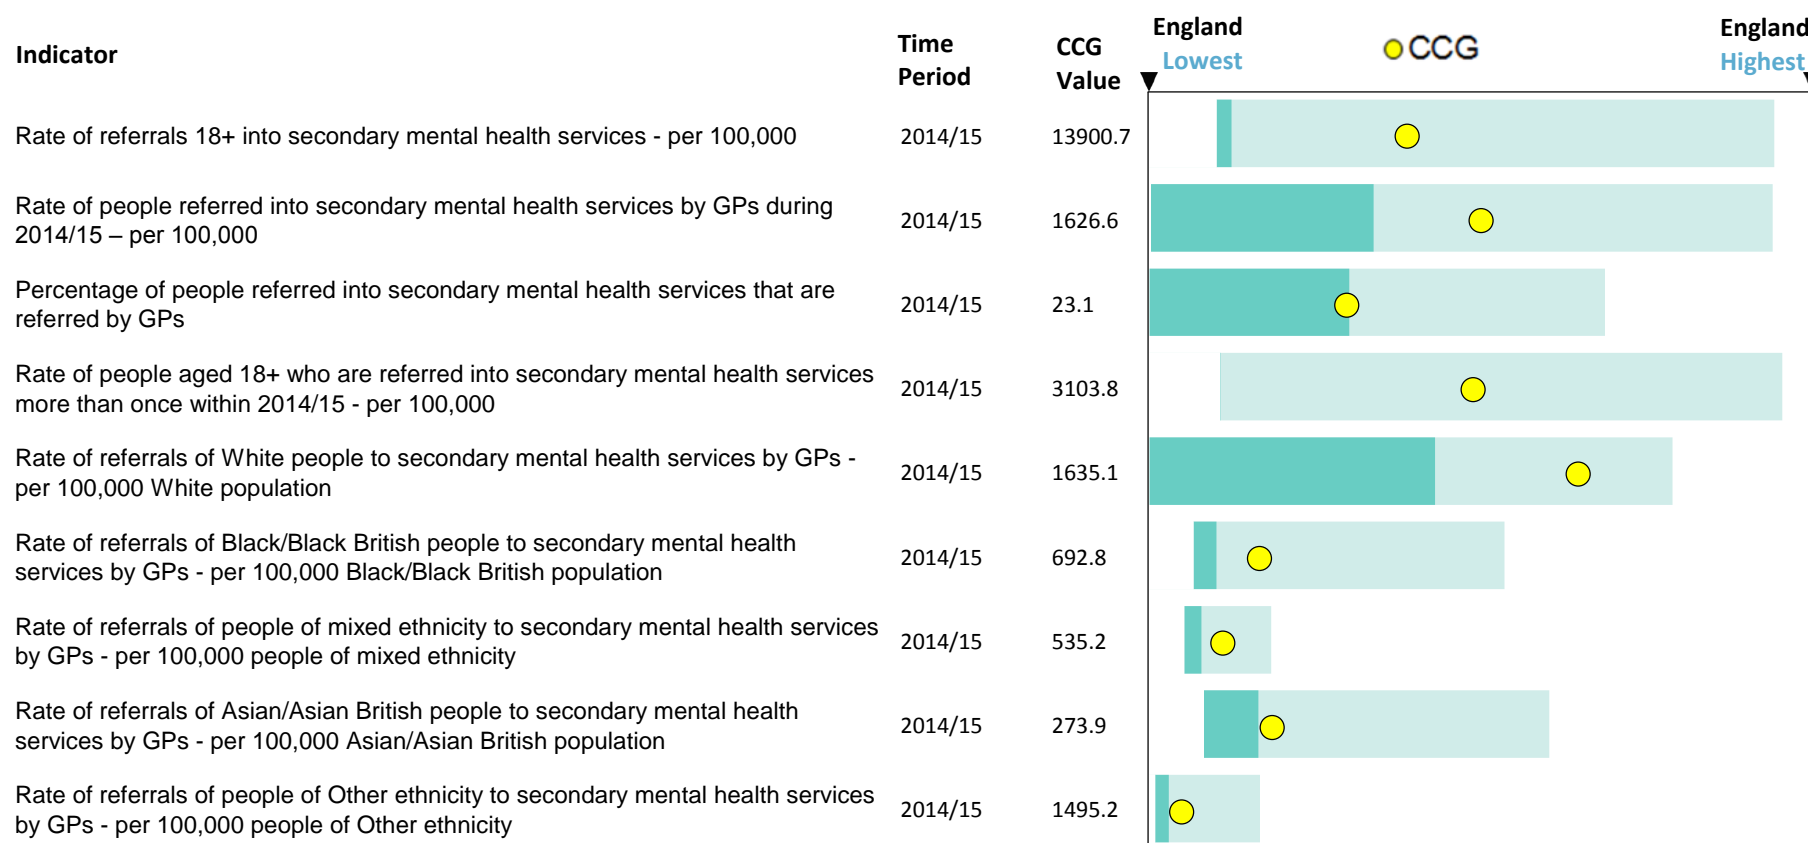 Indicator
Time
Period
CCG
Value
England
Lowest
CCG
England
Highest
Rate of referrals 18+ into secondary mental health services - per 100,000
2014/15
13900.7
Rate of people referred into secondary mental health services by GPs during
2014/15 – per 100,000
2014/15
1626.6
Percentage of people referred into secondary mental health services that are
referred by GPs
2014/15
23.1
Rate of people aged 18+ who are referred into secondary mental health services
more than once within 2014/15 - per 100,000
2014/15
3103.8
Rate of referrals of White people to secondary mental health services by GPs -
per 100,000 White population
2014/15
1635.1
Rate of referrals of Black/Black British people to secondary mental health
services by GPs - per 100,000 Black/Black British population
2014/15
692.8
Rate of referrals of people of mixed ethnicity to secondary mental health services
by GPs - per 100,000 people of mixed ethnicity
2014/15
535.2
Rate of referrals of Asian/Asian British people to secondary mental health
services by GPs - per 100,000 Asian/Asian British population
2014/15
273.9
Rate of referrals of people of Other ethnicity to secondary mental health services
by GPs - per 100,000 people of Other ethnicity
2014/15
1495.2